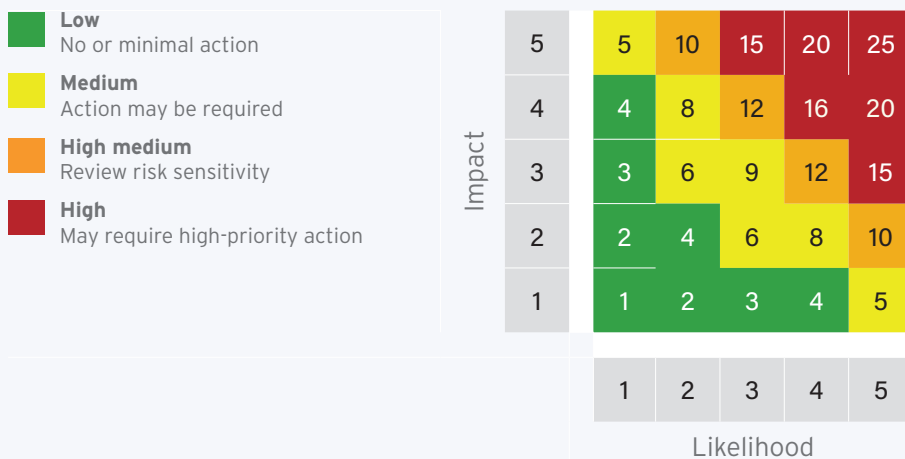 Low
No or minimal action
Medium
Action may be required
High medium
Review risk sensitivity
High
May require high-priority action
Impact
5 5 10 15 20 25
4 4 8 12 16 20
3 3 6 9 12 15
2 2 4 6 8 10
1 1 2 3 4 5
1 2 3 4 5
Likelihood